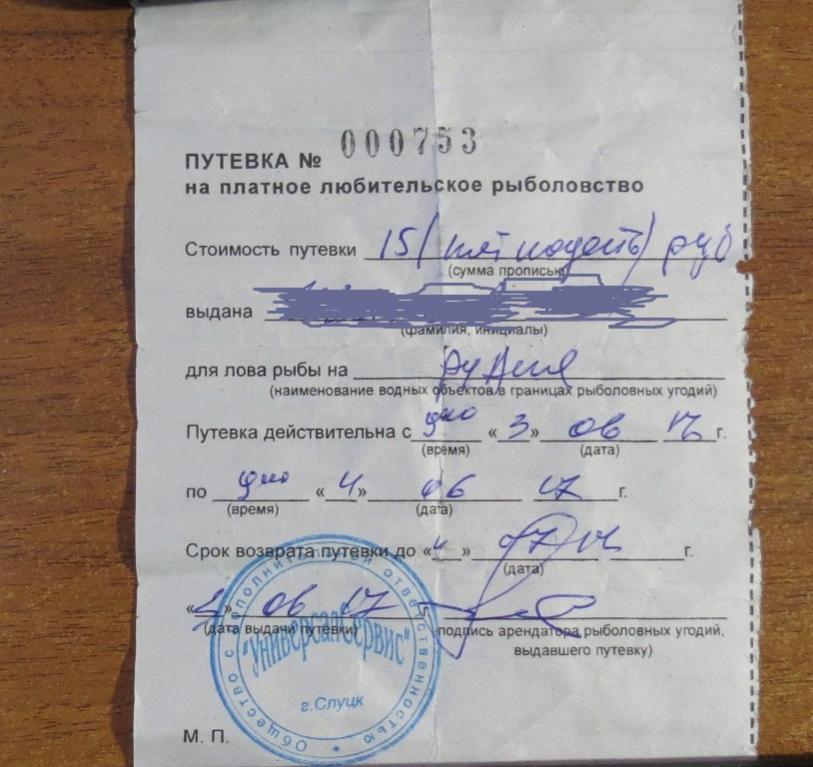 ПУТЕВКА № 000753
на платное любительское рыболовство
Стоимость путевки 15 (пятнадцать) руб
(сумма прописью)
выдана
(фамилия, инициалы)
для лова рыбы на
(наименование водных объектов в границах рыболовных угодий)
Путевка действительна с 9°° «3» 06 17 г.
(время) (дата)
по 9°° «4» 06 17 г.
(время) (дата)
Срок возврата путевки до « » г.
(дата)
« » 06 17 г.
(дата выдачи путевки) (подпись арендатора рыболовных угодий,
выдавшего путевку)
Общество с дополнительной ответственностью
"Универсалсервис"
г.Слуцк
М. П.